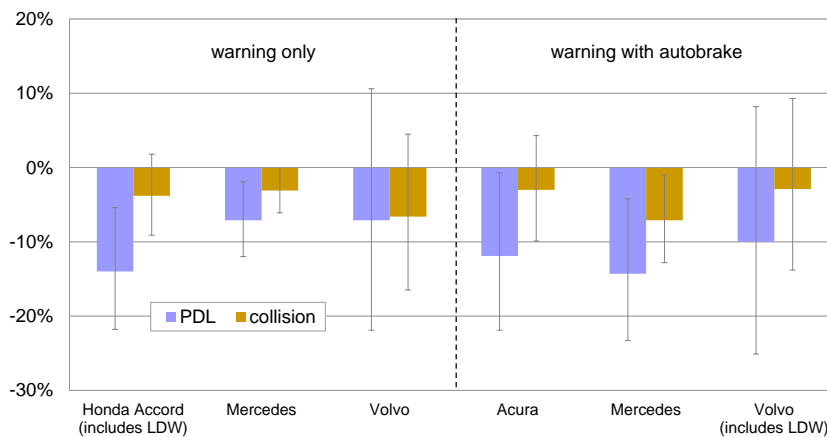 20%
warning only
warning with autobrake
10%
0%
-10%
-20%
PDL
collision
-30%
Honda Accord
(includes LDW)
Mercedes
Volvo
Acura
Mercedes
Volvo
(includes LDW)